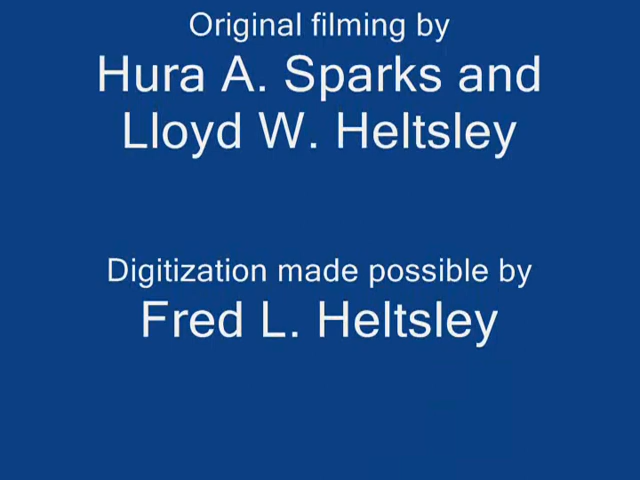 Original filming by
Hura A. Sparks and
Lloyd W. Heltsley
Digitization made possible by
Fred L. Heltsley